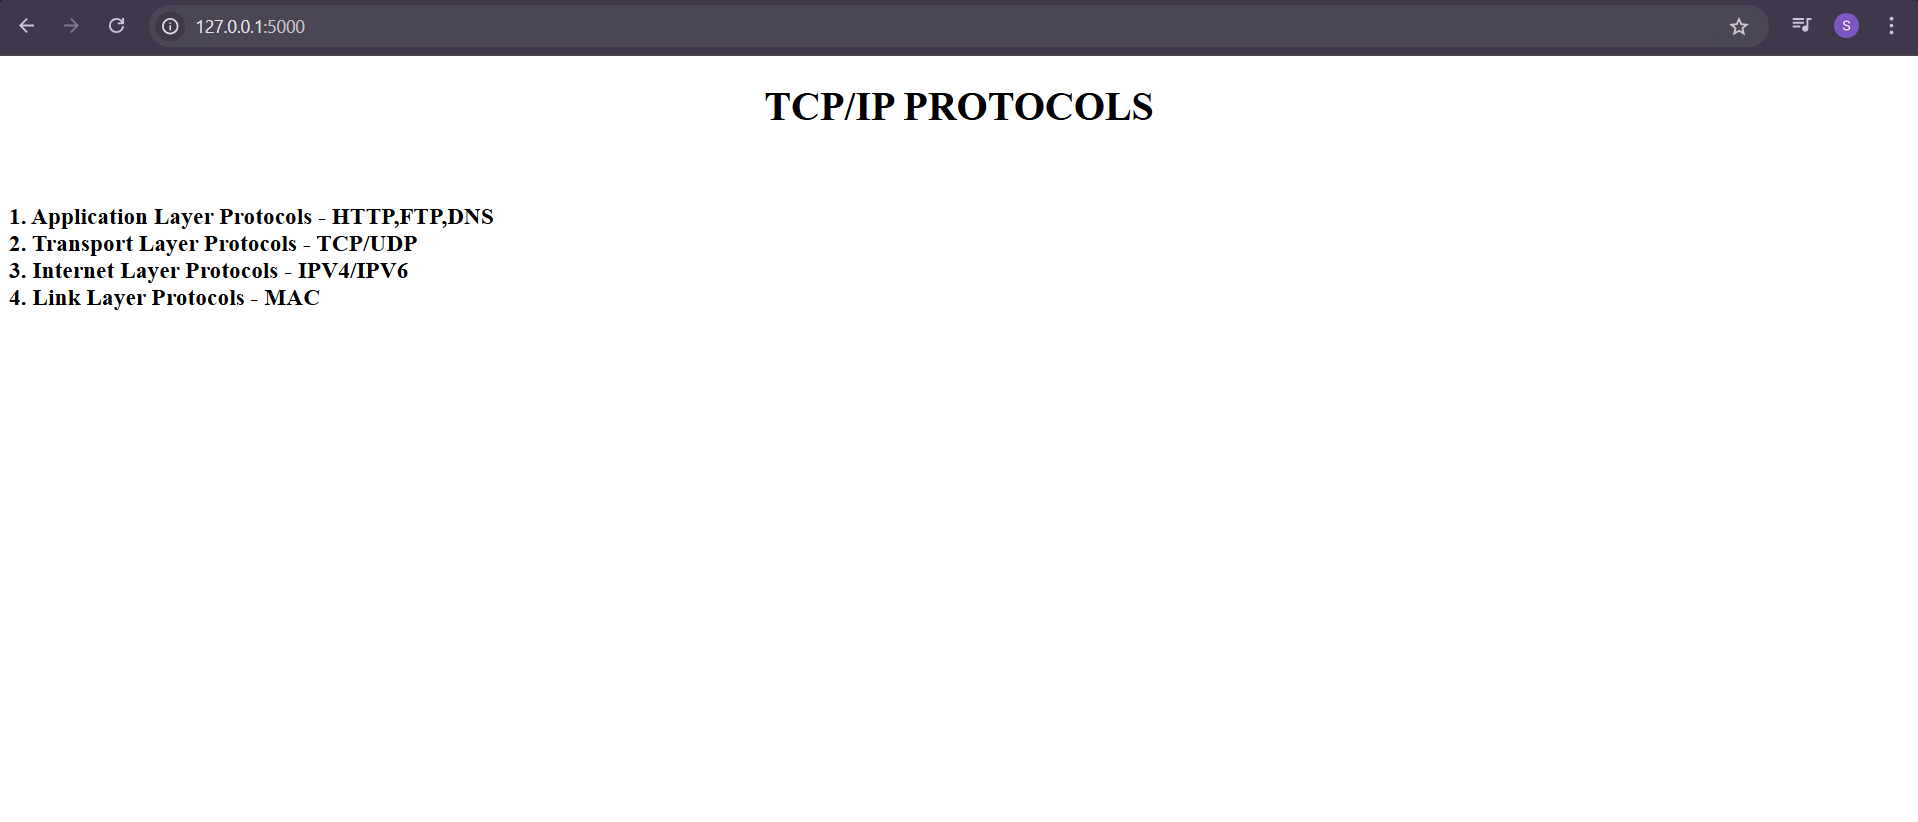 127.0.0.1:5000
S
TCP/IP PROTOCOLS
1. Application Layer Protocols - HTTP,FTP,DNS
2. Transport Layer Protocols - TCP/UDP
3. Internet Layer Protocols - IPV4/IPV6
4. Link Layer Protocols - MAC